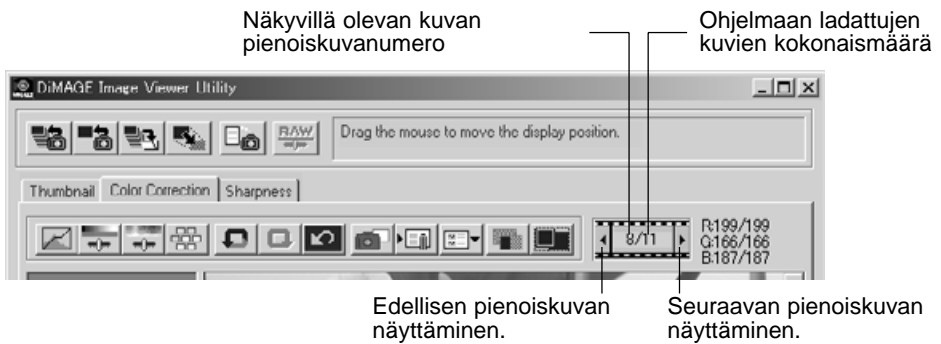 Näkyvillä olevan kuvan
pienoiskuvanumero
Ohjelmaan ladattujen
kuvien kokonaismäärä
DiMAGE Image Viewer Utility
RAW
Drag the mouse to move the display position.
Thumbnail Color Correction Sharpness
8/11
R:199/199
G:166/166
B:187/187
Edellisen pienoiskuvan
näyttäminen.
Seuraavan pienoiskuvan
näyttäminen.